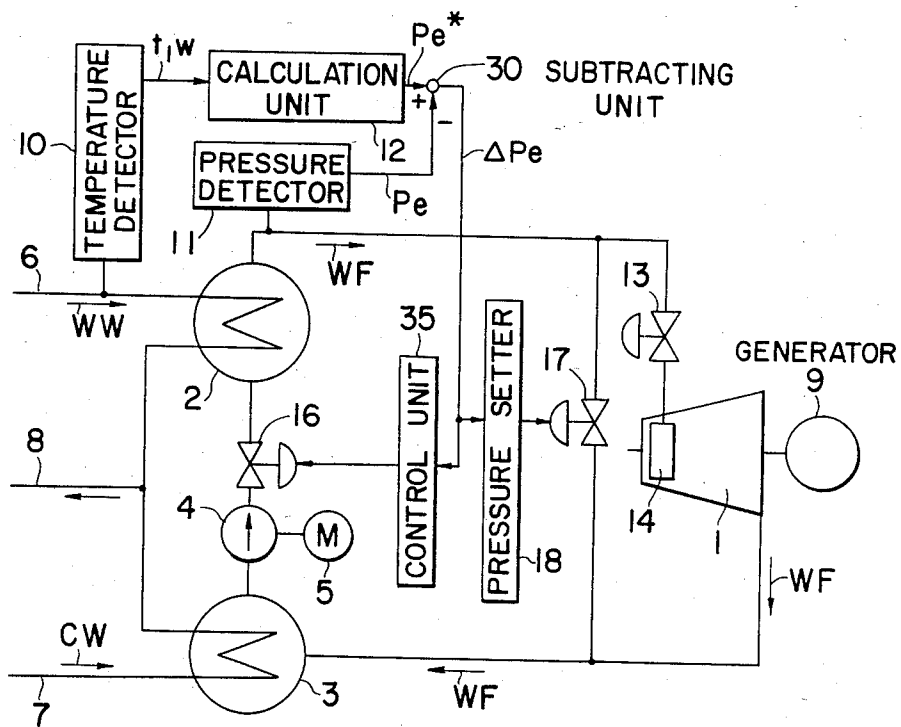 Pe*
t₁W
30
SUBTRACTING
UNIT
CALCULATION
UNIT
+
-
10
TEMPERATURE
DETECTOR
12
PRESSURE
DETECTOR
ΔPe
Pe
11
WF
6
13
WW
35
17
GENERATOR
9
2
16
CONTROL UNIT
PRESSURE SETTER
8
4
M
14
1
5
18
WF
CW
7
3
WF